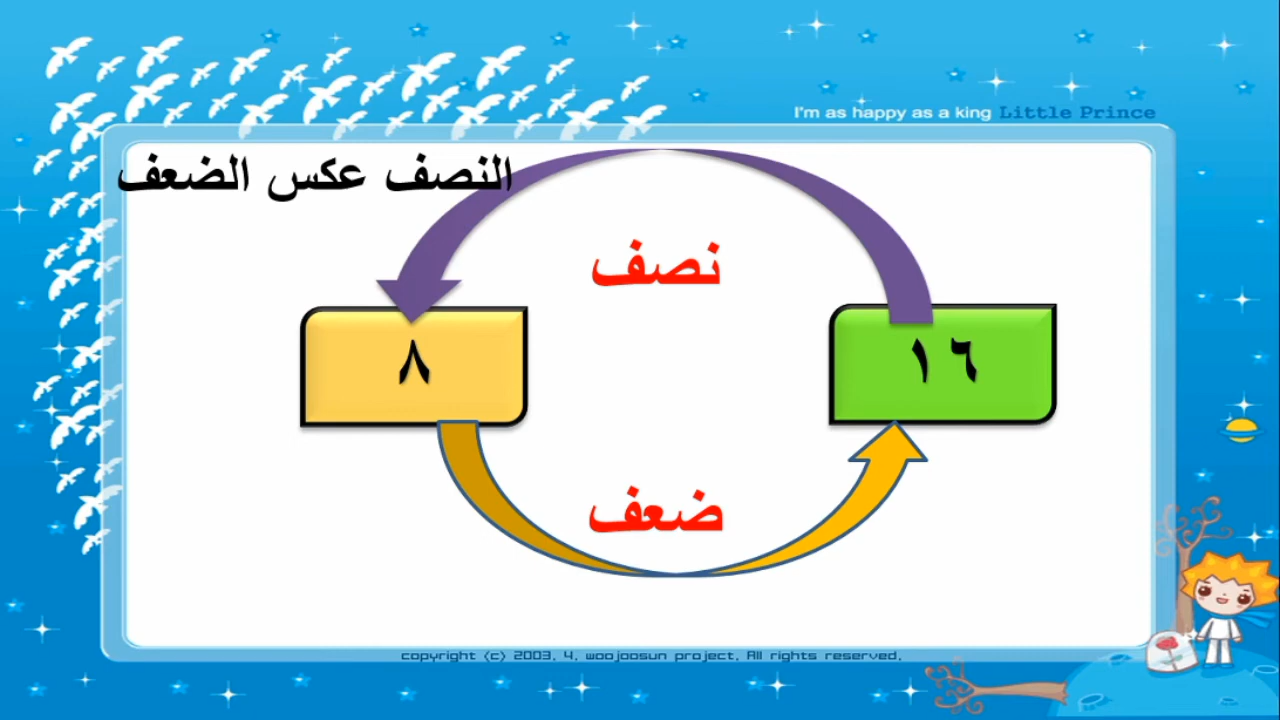 I'm as happy as a king Little Prince
النصف عكس الضعف
نصف
١٦
٨
ضعف
copyright (c) 2003, 4, woojoosun project, All rights reserved,